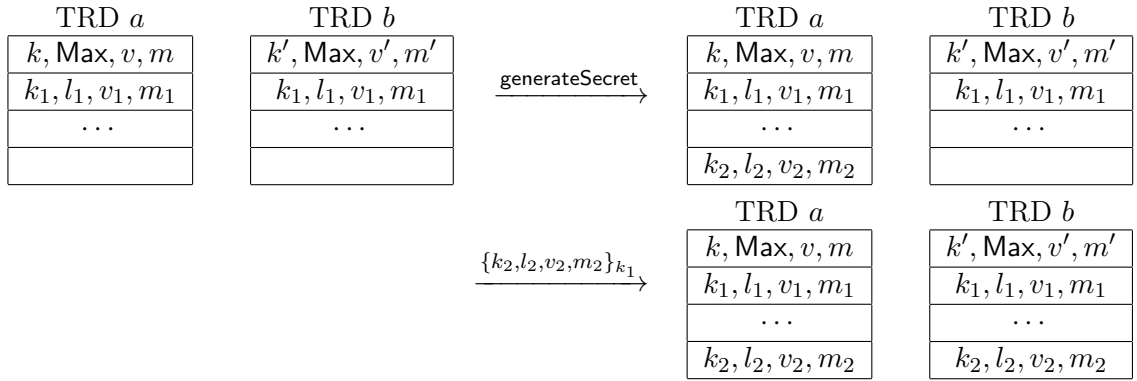 TRD a TRD b TRD a TRD b
k, Max, v, m k′, Max, v′, m′ k, Max, v, m k′, Max, v′, m′
k₁, l₁, v₁, m₁ k₁, l₁, v₁, m₁ generateSecret k₁, l₁, v₁, m₁ k₁, l₁, v₁, m₁
⋯ ⋯ ⋯ ⋯
k₂, l₂, v₂, m₂
TRD a TRD b
k, Max, v, m k′, Max, v′, m′
{k₂,l₂,v₂,m₂}k₁ k₁, l₁, v₁, m₁ k₁, l₁, v₁, m₁
⋯ ⋯
k₂, l₂, v₂, m₂ k₂, l₂, v₂, m₂